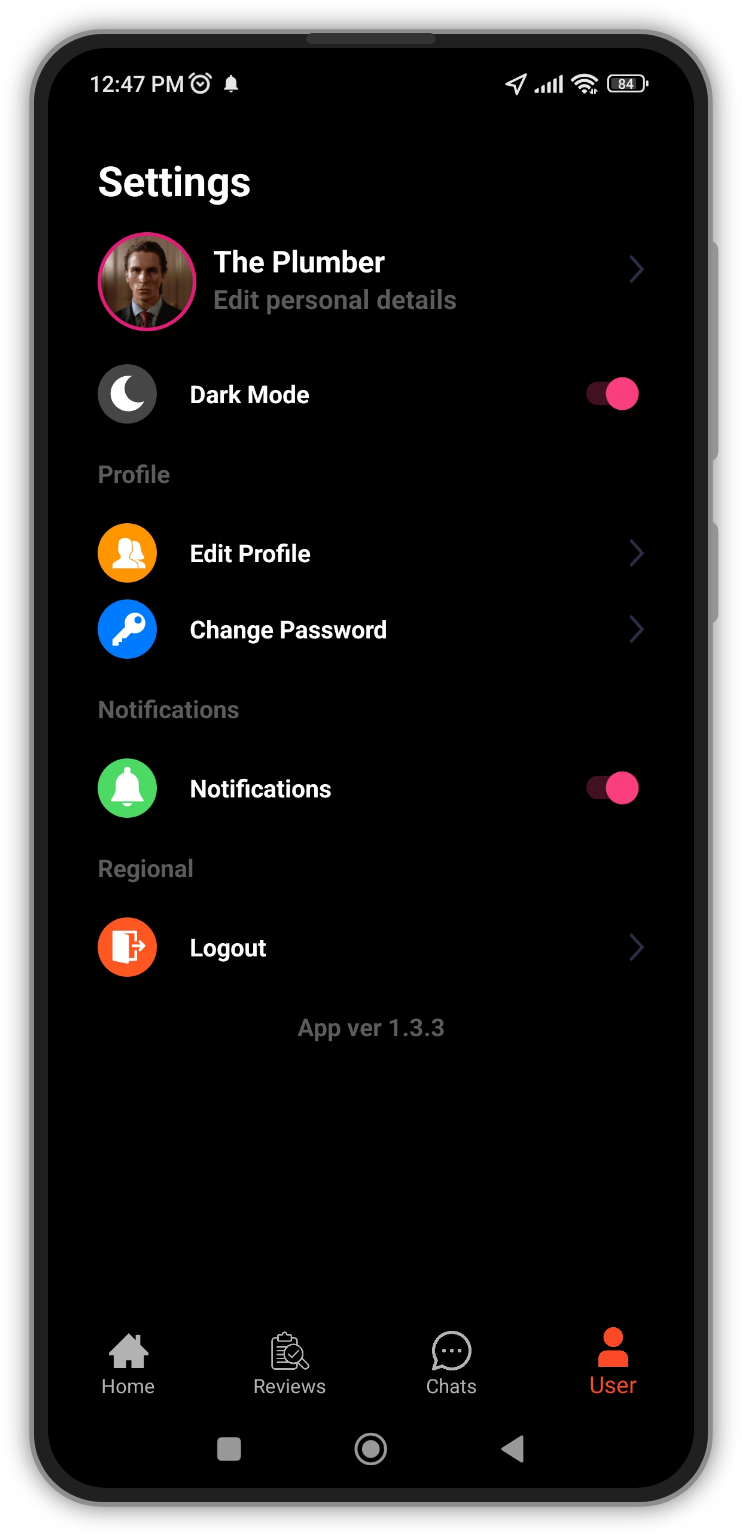 12:47 PM 84
Settings
The Plumber
Edit personal details
Dark Mode
Profile
Edit Profile
Change Password
Notifications
Notifications
Regional
Logout
App ver 1.3.3
Home Reviews Chats User